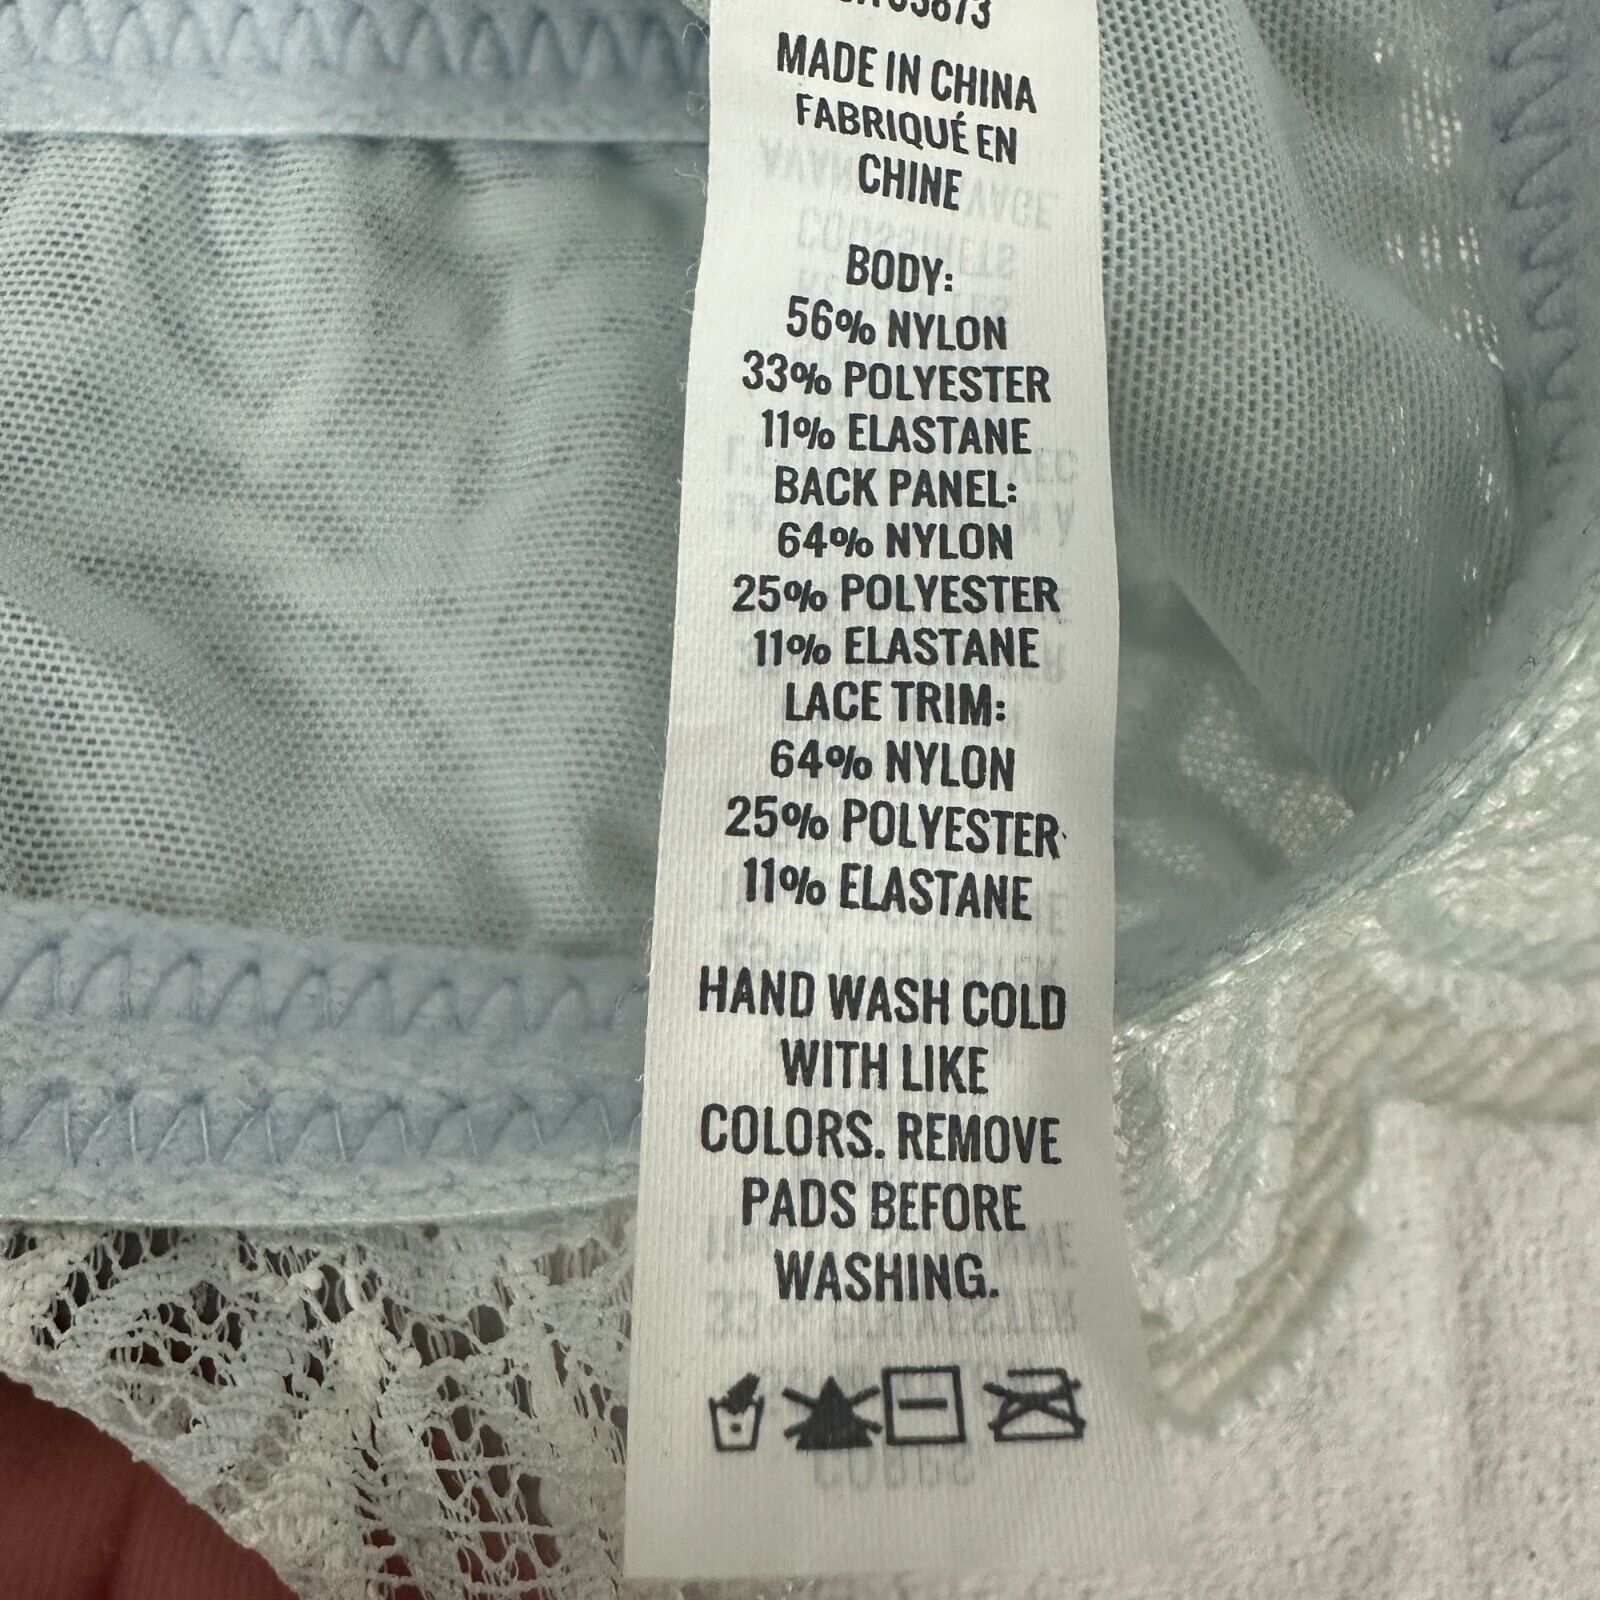 03873
MADE IN CHINA
FABRIQUÉ EN
CHINE
BODY:
56% NYLON
33% POLYESTER
11% ELASTANE
BACK PANEL:
64% NYLON
25% POLYESTER
11% ELASTANE
LACE TRIM:
64% NYLON
25% POLYESTER
11% ELASTANE
HAND WASH COLD
WITH LIKE
COLORS. REMOVE
PADS BEFORE
WASHING.